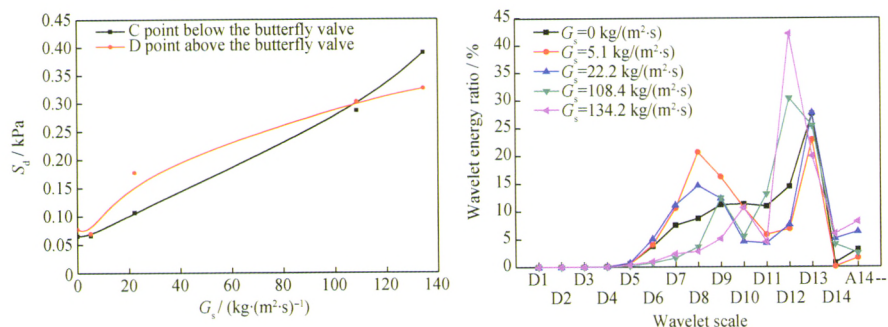 C point below the butterfly valve
D point above the butterfly valve
0.45
0.40
0.35
0.30
0.25
0.20
0.15
0.10
0.05
0
S_d / kPa
0 20 40 60 80 100 120 140
G_s / (kg·(m²·s)⁻¹)
G_s=0 kg/(m²·s)
G_s=5.1 kg/(m²·s)
G_s=22.2 kg/(m²·s)
G_s=108.4 kg/(m²·s)
G_s=134.2 kg/(m²·s)
45
40
35
30
25
20
15
10
5
0
Wavelet energy ratio / %
D1 D3 D5 D7 D9 D11 D13 A14--
D2 D4 D6 D8 D10 D12 D14
Wavelet scale